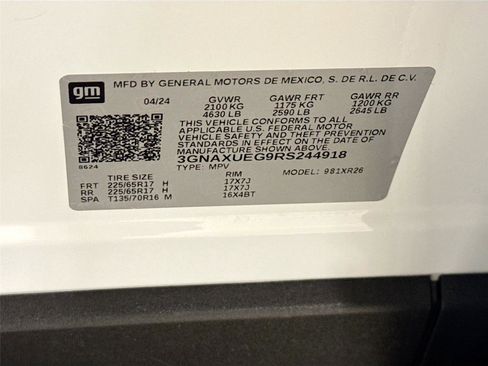 gm MFD BY GENERAL MOTORS DE MEXICO, S. DE R.L. DE C.V.
04/24 GVWR GAWR FRT GAWR RR
2100 KG 1175 KG 1200 KG
4630 LB 2590 LB 2645 LB
THIS VEHICLE CONFORMS TO ALL
APPLICABLE U.S. FEDERAL MOTOR
VEHICLE SAFETY AND THEFT PREVENTION
STANDARDS IN EFFECT ON THE DATE OF
MANUFACTURE SHOWN ABOVE.
3GNAXUEG9RS244918
8624
TYPE: MPV MODEL: 981XR26
TIRE SIZE RIM
FRT 225/65R17 H 17X7J
RR 225/65R17 H 17X7J
SPA T135/70R16 M 16X4BT